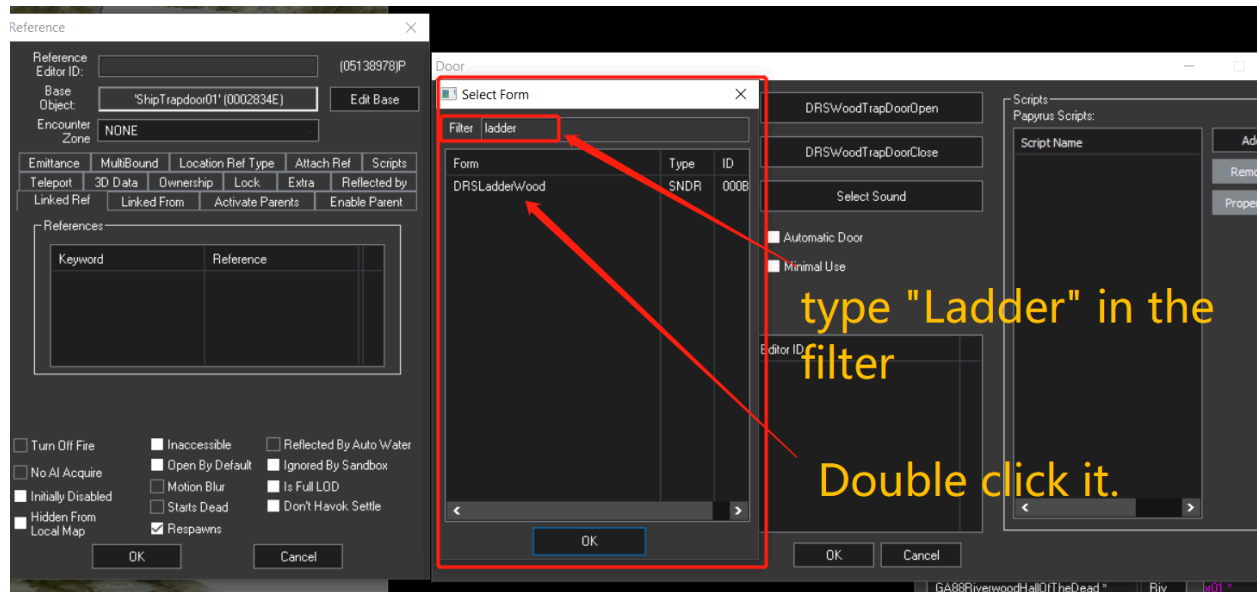 Reference
Reference
Editor ID:
(05138978)P
Base
Object:
'ShipTrapdoor01' (0002834E)
Edit Base
Encounter
Zone
NONE
Emittance MultiBound Location Ref Type Attach Ref Scripts
Teleport 3D Data Ownership Lock Extra Reflected by
Linked Ref Linked From Activate Parents Enable Parent
References
Keyword Reference
Turn Off Fire
Inaccessible
Reflected By Auto Water
No AI Acquire
Open By Default
Ignored By Sandbox
Initially Disabled
Motion Blur
Is Full LOD
Hidden From
Local Map
Starts Dead
Don't Havok Settle
Respawns
OK Cancel
Door
Select Form
Filter ladder
Form Type ID
DRSLadderWood SNDR 000B
OK
DRSWoodTrapDoorOpen
DRSWoodTrapDoorClose
Select Sound
Automatic Door
Minimal Use
Editor ID
OK Cancel
Scripts
Papyrus Scripts:
Script Name
type "Ladder" in the
filter
Double click it.
GA88RiverwoodHallOfTheDead * Riv x01 *